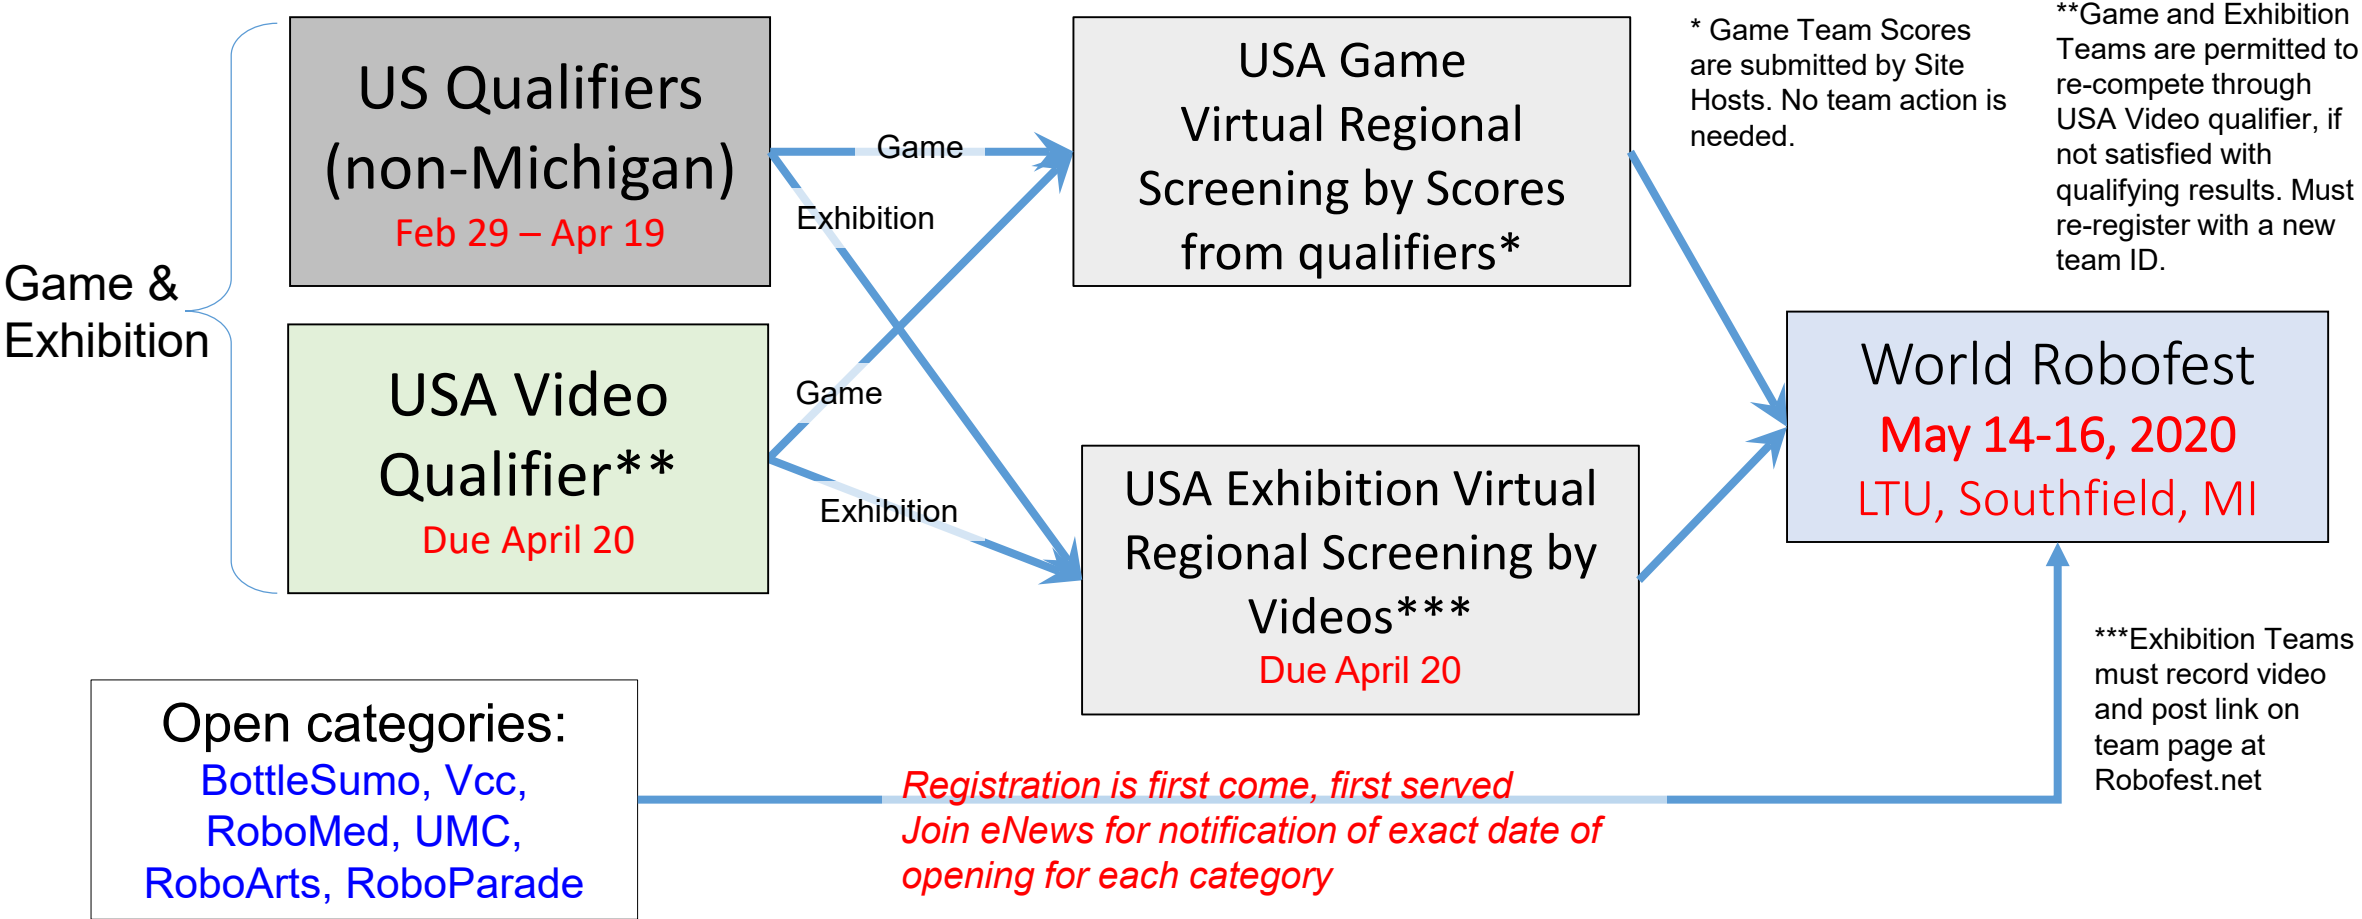 Game &
Exhibition
US Qualifiers
(non-Michigan)
Feb 29 – Apr 19
USA Video
Qualifier**
Due April 20
Game
Exhibition
Game
Exhibition
USA Game
Virtual Regional
Screening by Scores
from qualifiers*
USA Exhibition Virtual
Regional Screening by
Videos***
Due April 20
* Game Team Scores
are submitted by Site
Hosts. No team action is
needed.
**Game and Exhibition
Teams are permitted to
re-compete through
USA Video qualifier, if
not satisfied with
qualifying results. Must
re-register with a new
team ID.
World Robofest
May 14-16, 2020
LTU, Southfield, MI
***Exhibition Teams
must record video
and post link on
team page at
Robofest.net
Open categories:
BottleSumo, Vcc,
RoboMed, UMC,
RoboArts, RoboParade
Registration is first come, first served
Join eNews for notification of exact date of
opening for each category